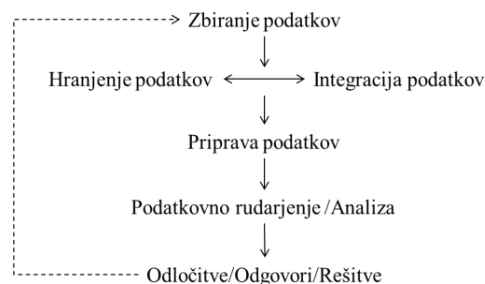 Zbiranje podatkov
Hranjenje podatkov
Integracija podatkov
Priprava podatkov
Podatkovno rudarjenje/Analiza
Odločitve/Odgovori/Rešitve